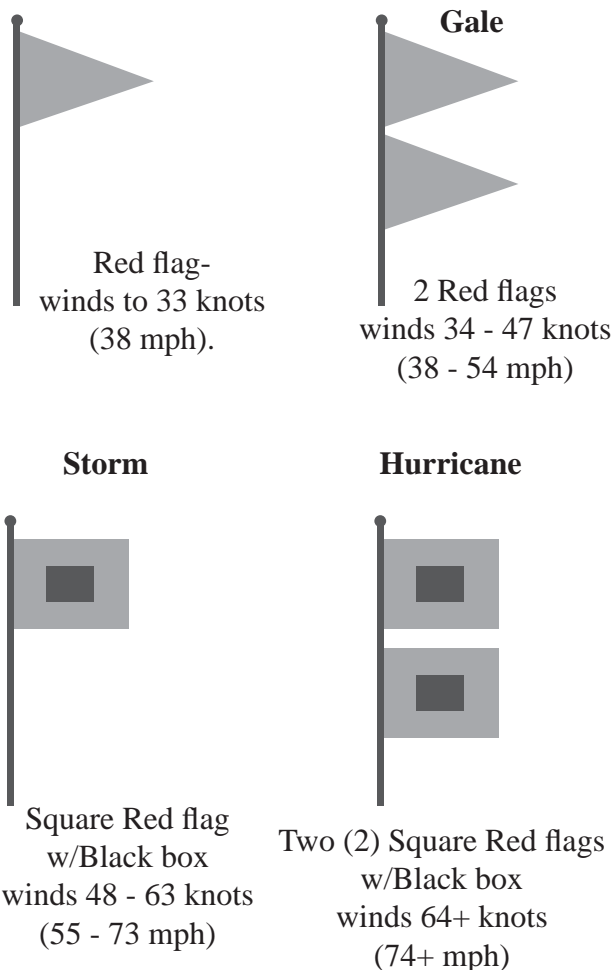 Gale
Red flag-
winds to 33 knots
(38 mph).
2 Red flags
winds 34 - 47 knots
(38 - 54 mph)
Storm
Hurricane
Square Red flag
w/Black box
winds 48 - 63 knots
(55 - 73 mph)
Two (2) Square Red flags
w/Black box
winds 64+ knots
(74+ mph)